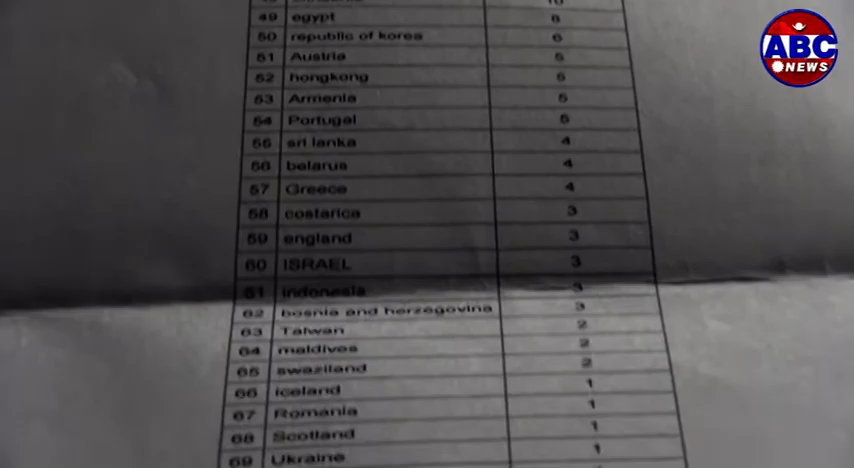 49 egypt 6
50 republic of korea 6
51 Austria 5
52 hongkong 5
53 Armenia 5
54 Portugal 5
55 sri lanka 4
56 belarus 4
57 Greece 4
58 costarica 3
59 england 3
60 ISRAEL 3
61 indonesia 3
62 bosnia and herzegovina 3
63 Taiwan 2
64 maldives 2
65 swaziland 2
66 iceland 1
67 Romania 1
68 Scotland 1
69 Ukraine 1
ABC
NEWS